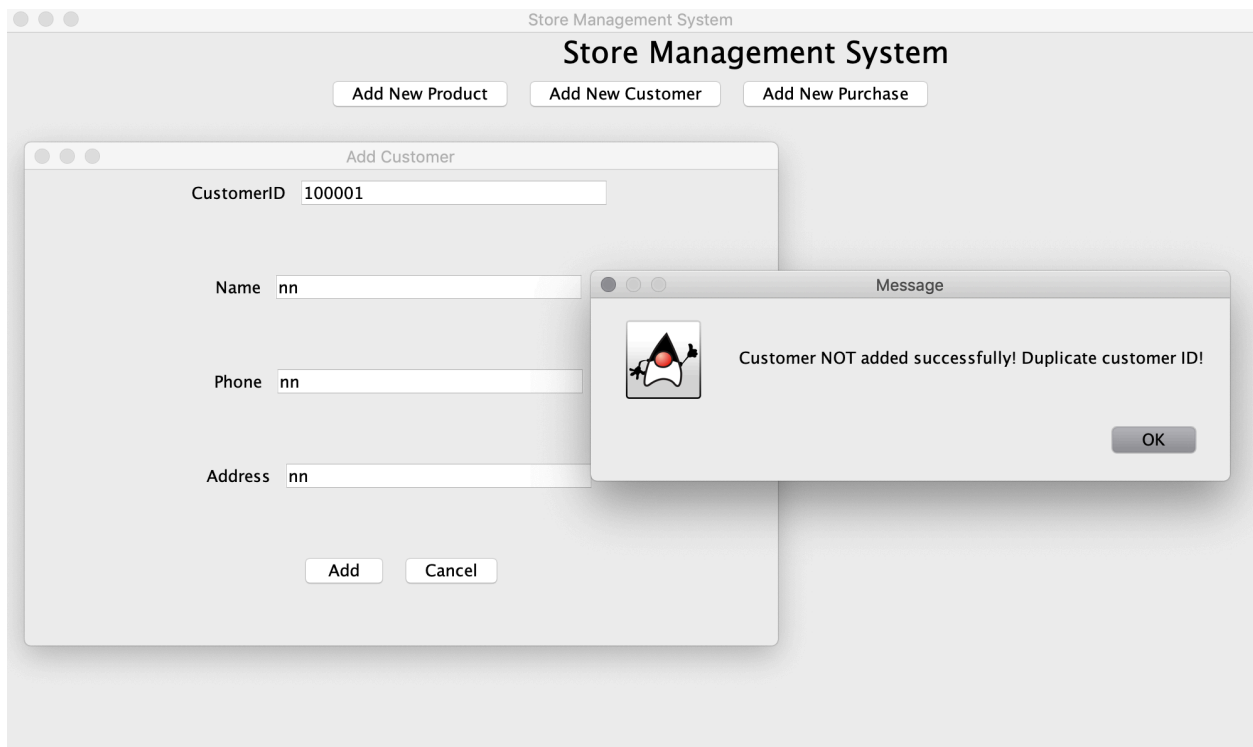 Store Management System
Store Management System
Add New Product Add New Customer Add New Purchase
Add Customer
CustomerID 100001
Name nn
Phone nn
Address nn
Add Cancel
Message
Customer NOT added successfully! Duplicate customer ID!
OK